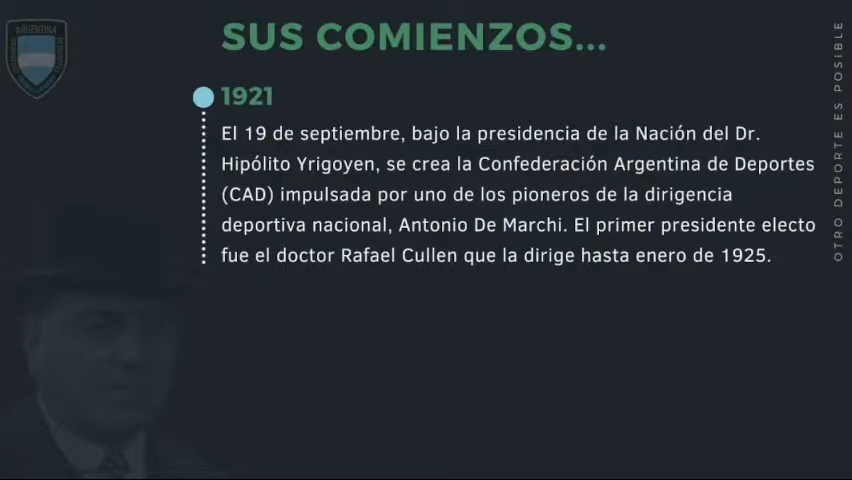 ARGENTINA
SUS COMIENZOS...
1921
El 19 de septiembre, bajo la presidencia de la Nación del Dr.
Hipólito Yrigoyen, se crea la Confederación Argentina de Deportes
(CAD) impulsada por uno de los pioneros de la dirigencia
deportiva nacional, Antonio De Marchi. El primer presidente electo
fue el doctor Rafael Cullen que la dirige hasta enero de 1925.
OTRO DEPORTE ES POSIBLE